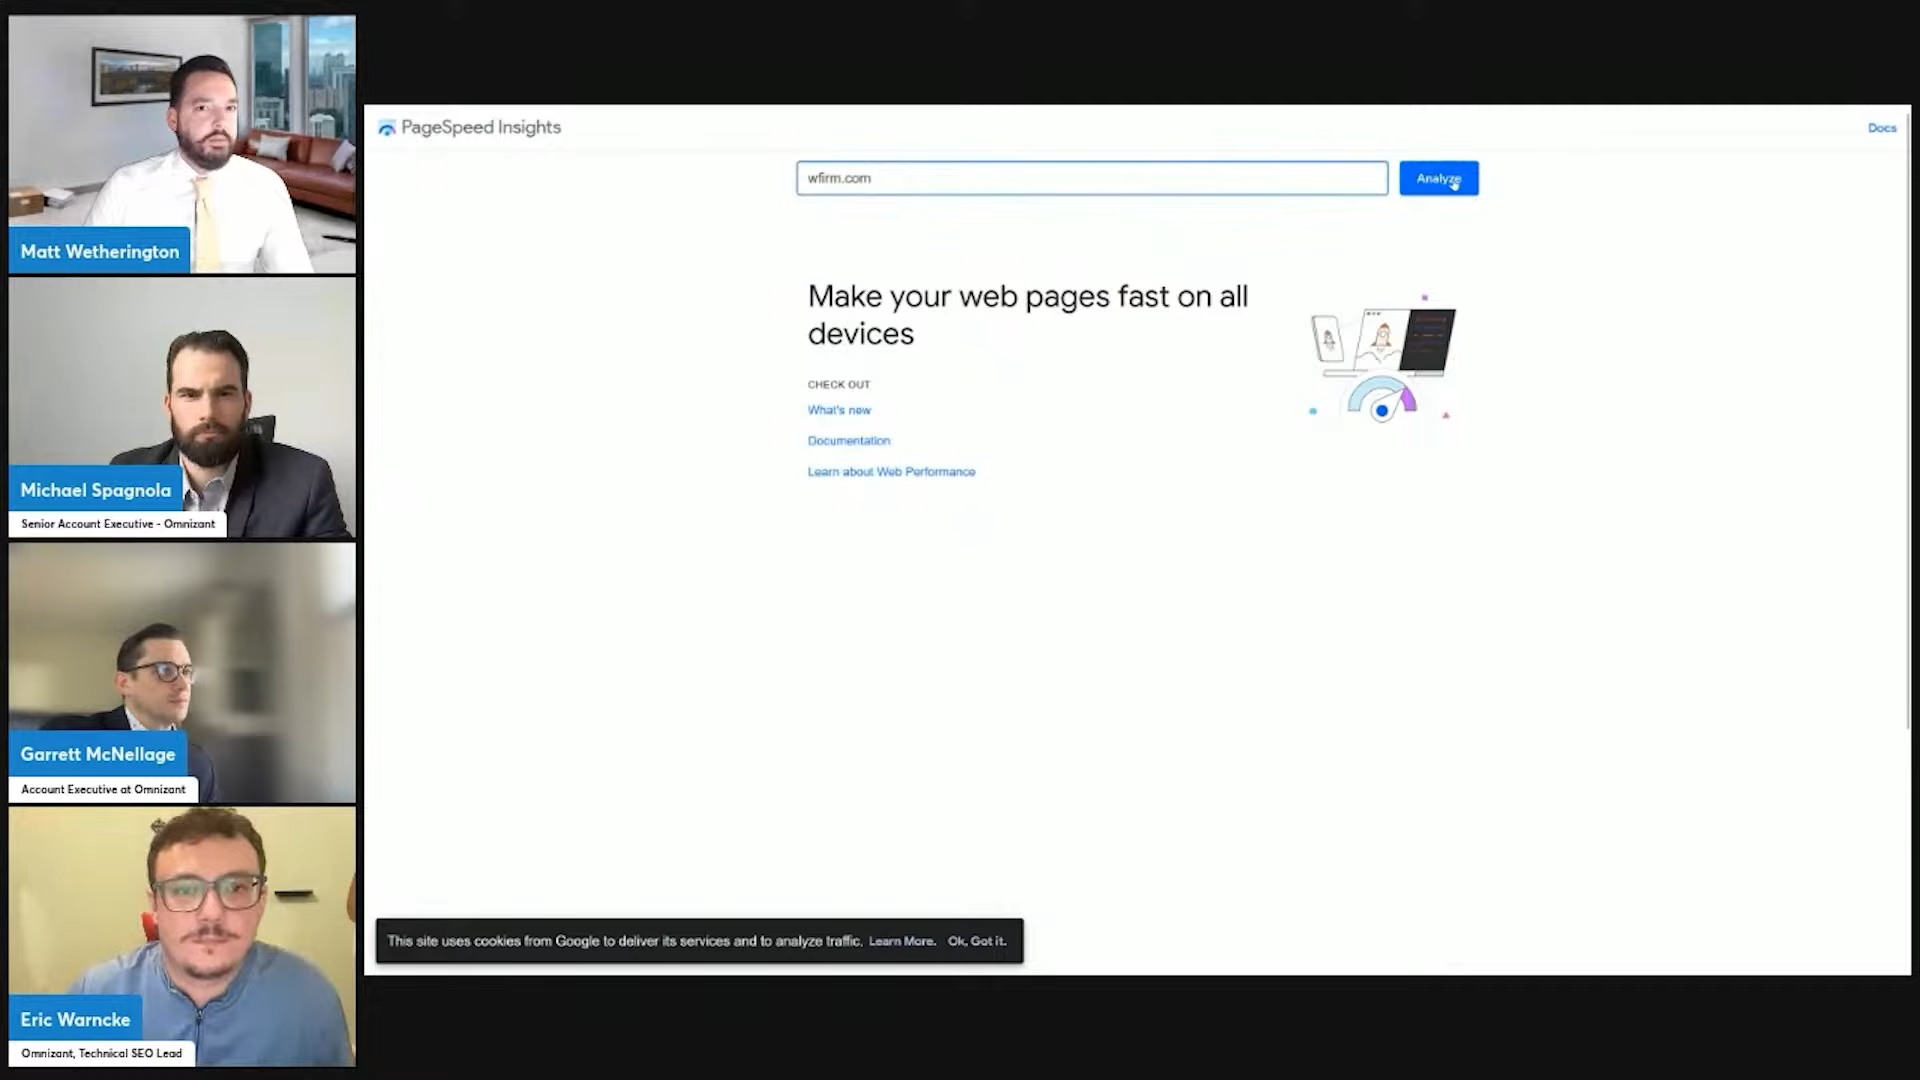 Matt Wetherington
Michael Spagnola
Senior Account Executive - Omnizant
Garrett McNellage
Account Executive at Omnizant
Eric Warncke
Omnizant, Technical SEO Lead
PageSpeed Insights
Docs
wfirm.com
Analyze
Make your web pages fast on all
devices
CHECK OUT
What's new
Documentation
Learn about Web Performance
This site uses cookies from Google to deliver its services and to analyze traffic. Learn More. Ok, Got it.